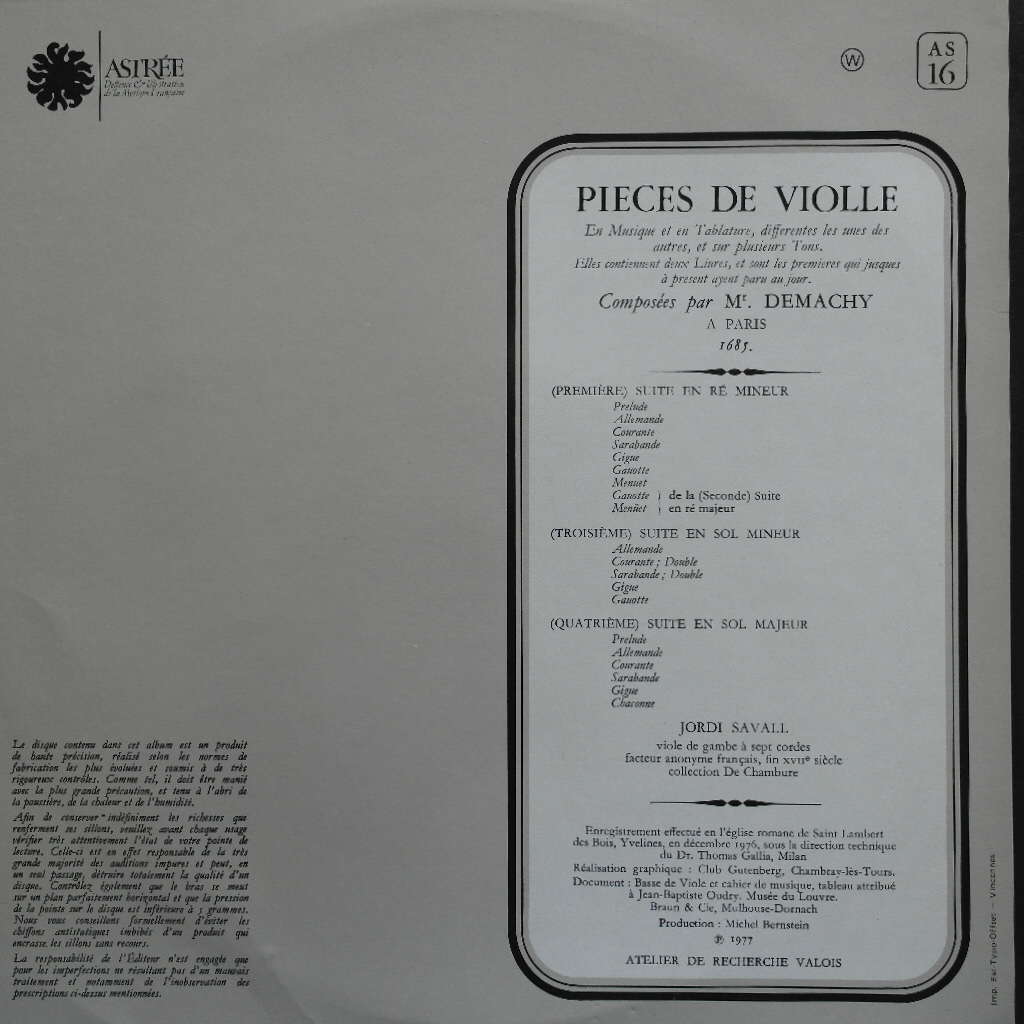 ASTRÉE
Deffence & Illustration
de la Musique Française
W
AS
16
PIECES DE VIOLLE
En Musique et en Tablature, differentes les unes des
autres, et sur plusieurs Tons.
Elles contiennent deux Liures, et sont les premieres qui jusques
à present ayent paru au jour.
Composées par Mr. DEMACHY
A PARIS
1685.
(PREMIÈRE) SUITE EN RÉ MINEUR
Prelude
Allemande
Courante
Sarabande
Gigue
Gauotte
Menuet
Gauotte ) de la (Seconde) Suite
Menüet ) en ré majeur
(TROISIÈME) SUITE EN SOL MINEUR
Allemande
Courante ; Double
Sarabande ; Double
Gigue
Gauotte
(QUATRIÈME) SUITE EN SOL MAJEUR
Prelude
Allemande
Courante
Sarabande
Gigue
Chaconne
JORDI SAVALL
viole de gambe à sept cordes
facteur anonyme français, fin XVIIe siècle
collection De Chambure
Enregistrement effectué en l'église romane de Saint Lambert
des Bois, Yvelines, en décembre 1976, sous la direction technique
du Dr. Thomas Gallia, Milan
Réalisation graphique : Club Gutenberg, Chambray-lès-Tours.
Document : Basse de Viole et cahier de musique, tableau attribué
à Jean-Baptiste Oudry. Musée du Louvre.
Braun & Cie, Mulhouse-Dornach
Production : Michel Bernstein
℗ 1977
ATELIER DE RECHERCHE VALOIS
Le disque contenu dans cet album est un produit
de haute précision, réalisé selon les normes de
fabrication les plus évoluées et soumis à de très
rigoureux contrôles. Comme tel, il doit être manié
avec la plus grande précaution, et tenu à l'abri de
la poussière, de la chaleur et de l'humidité.
Afin de conserver indéfiniment les richesses que
renferment ses sillons, veuillez avant chaque usage
vérifier très attentivement l'état de votre pointe de
lecture. Celle-ci est en effet responsable de la très
grande majorité des auditions impures et peut, en
un seul passage, détruire totalement la qualité d'un
disque. Contrôlez également que le bras se meut
sur un plan parfaitement horizontal et que la pression
de la pointe sur le disque est inférieure à 3 grammes.
Nous vous conseillons formellement d'éviter les
chiffons antistatiques imbibés d'un produit qui
encrasse les sillons sans recours.
La responsabilité de l'Éditeur n'est engagée que
pour les imperfections ne résultant pas d'un mauvais
traitement et notamment de l'inobservation des
prescriptions ci-dessus mentionnées.
Imp. Fai-Typo-Offset - Vincennes